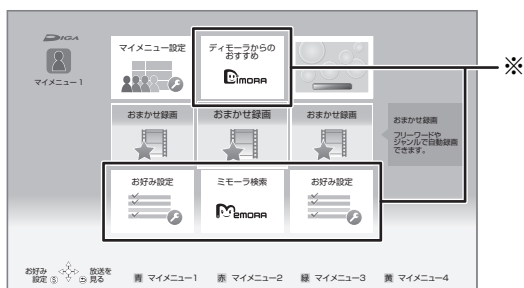 DIGA
マイメニュー1
マイメニュー設定
ディモーラからの
おすすめ
DiMORA
※
おまかせ録画
おまかせ録画
おまかせ録画
おまかせ録画
フリーワードや
ジャンルで自動録画
できます。
お好み設定
ミモーラ検索
MeMORA
お好み設定
お好み
設定 S
放送を
見る
青 マイメニュー1
赤 マイメニュー2
緑 マイメニュー3
黄 マイメニュー4